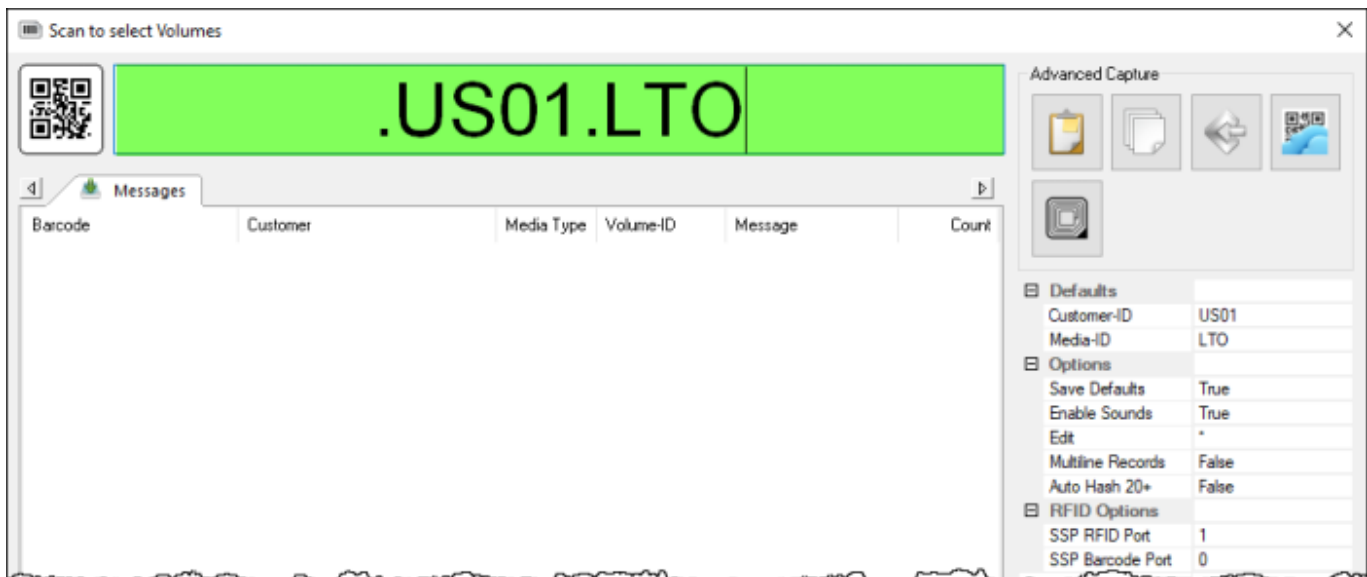 Scan to select Volumes
.US01.LTO
Messages
Barcode Customer Media Type Volume-ID Message Count
Advanced Capture
Defaults
Customer-ID US01
Media-ID LTO
Options
Save Defaults True
Enable Sounds True
Edit *
Multiline Records False
Auto Hash 20+ False
RFID Options
SSP RFID Port 1
SSP Barcode Port 0